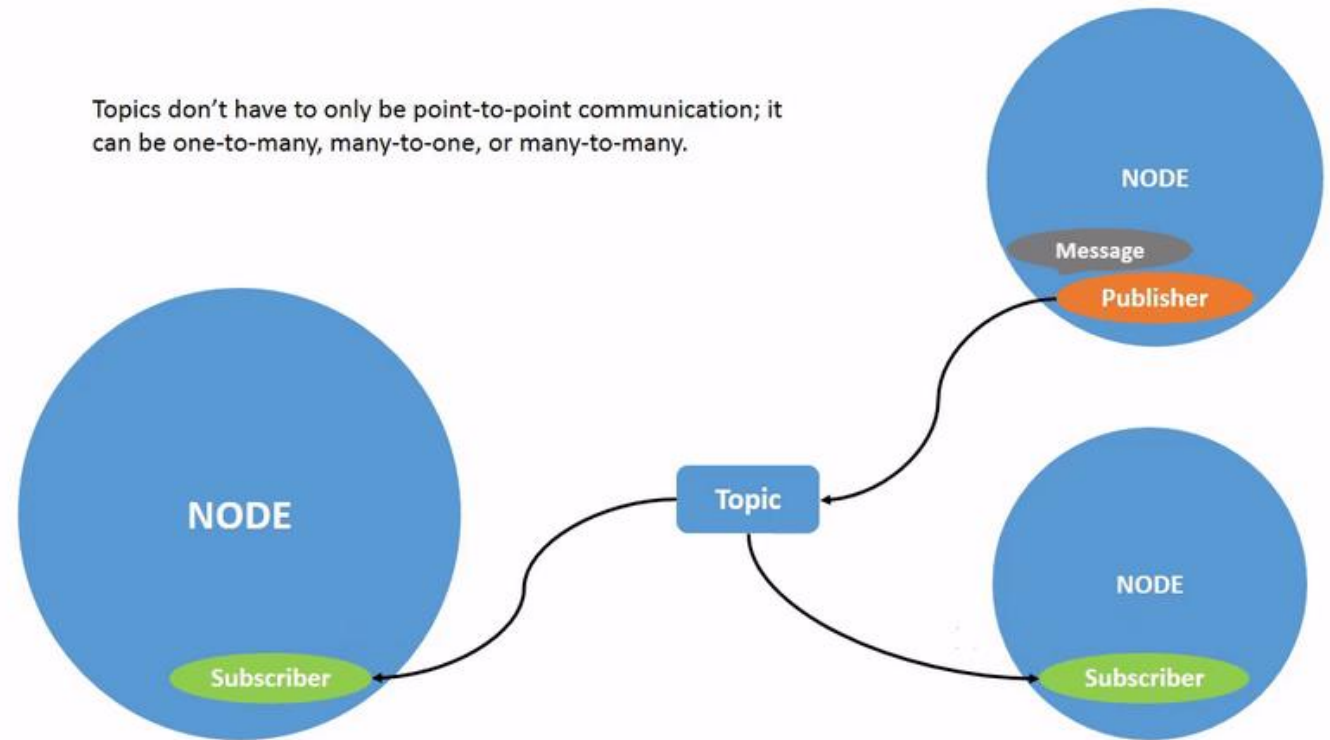 Topics don’t have to only be point-to-point communication; it
can be one-to-many, many-to-one, or many-to-many.
NODE
Message
Publisher
Topic
NODE
NODE
Subscriber
Subscriber